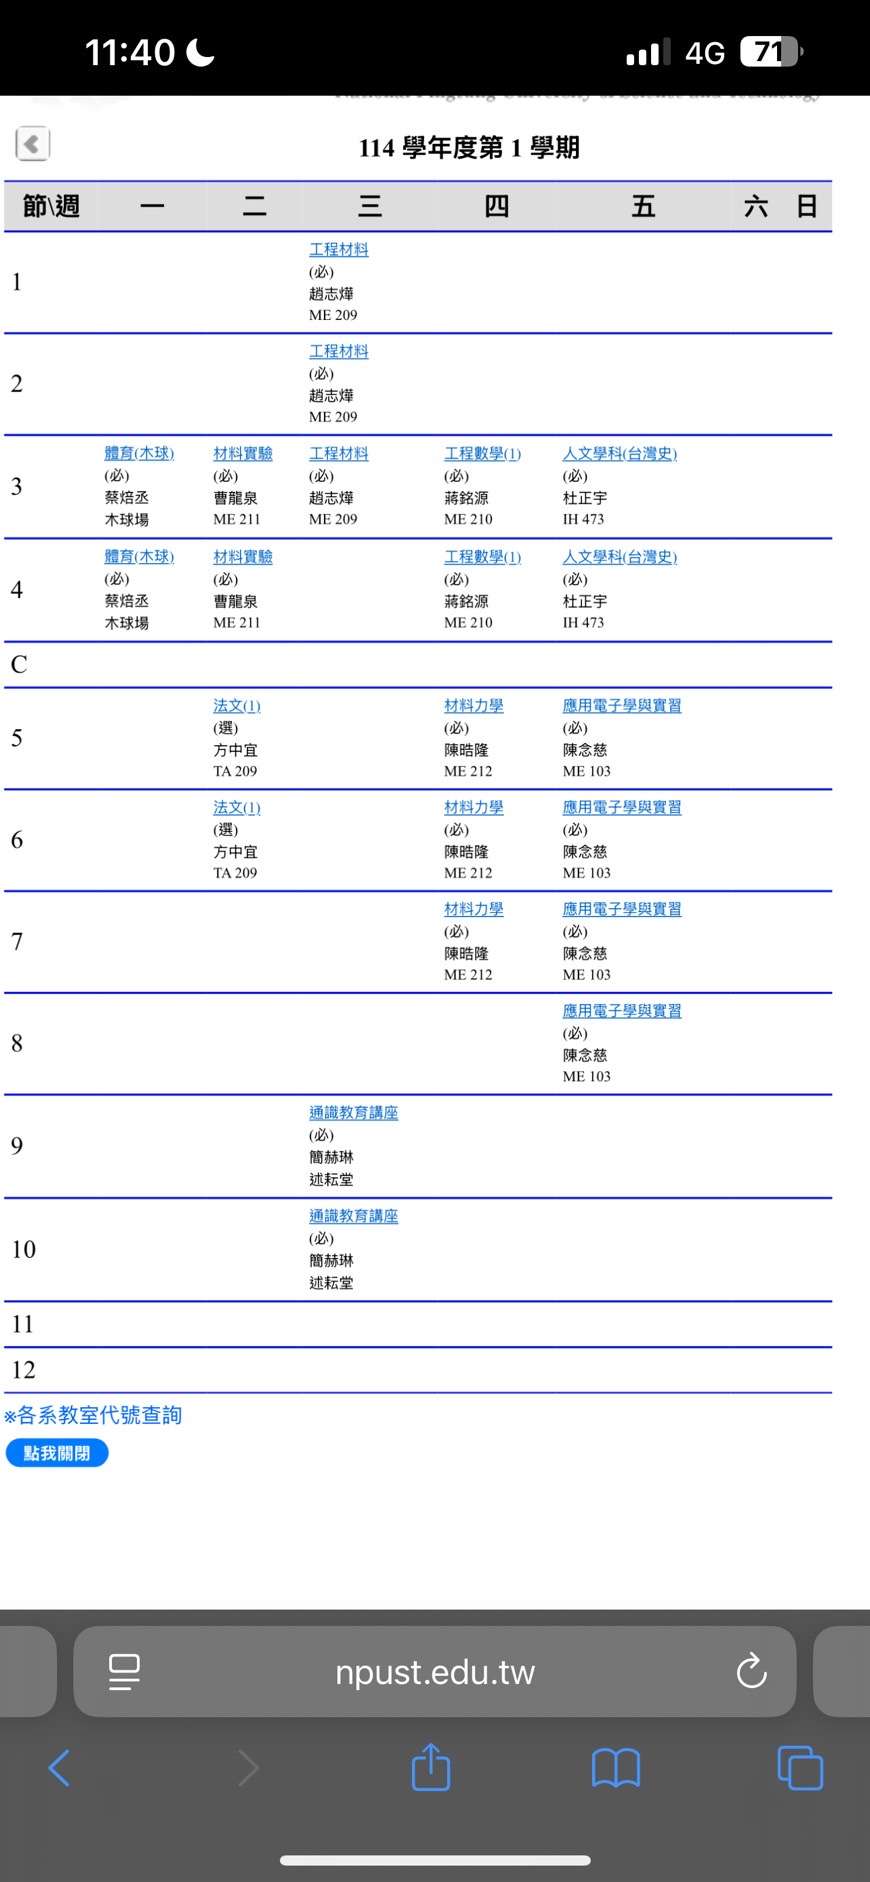 11:40
4G
71
114 學年度第 1 學期
節\週 一 二 三 四 五 六 日
1
工程材料
(必)
趙志燁
ME 209
2
工程材料
(必)
趙志燁
ME 209
3
體育(木球)
(必)
蔡焙丞
木球場
材料實驗
(必)
曹龍泉
ME 211
工程材料
(必)
趙志燁
ME 209
工程數學(1)
(必)
蔣銘源
ME 210
人文學科(台灣史)
(必)
杜正宇
IH 473
4
體育(木球)
(必)
蔡焙丞
木球場
材料實驗
(必)
曹龍泉
ME 211
工程數學(1)
(必)
蔣銘源
ME 210
人文學科(台灣史)
(必)
杜正宇
IH 473
C
5
法文(1)
(選)
方中宜
TA 209
材料力學
(必)
陳晧隆
ME 212
應用電子學與實習
(必)
陳念慈
ME 103
6
法文(1)
(選)
方中宜
TA 209
材料力學
(必)
陳晧隆
ME 212
應用電子學與實習
(必)
陳念慈
ME 103
7
材料力學
(必)
陳晧隆
ME 212
應用電子學與實習
(必)
陳念慈
ME 103
8
應用電子學與實習
(必)
陳念慈
ME 103
9
通識教育講座
(必)
簡赫琳
述耘堂
10
通識教育講座
(必)
簡赫琳
述耘堂
11
12
※各系教室代號查詢
點我關閉
npust.edu.tw